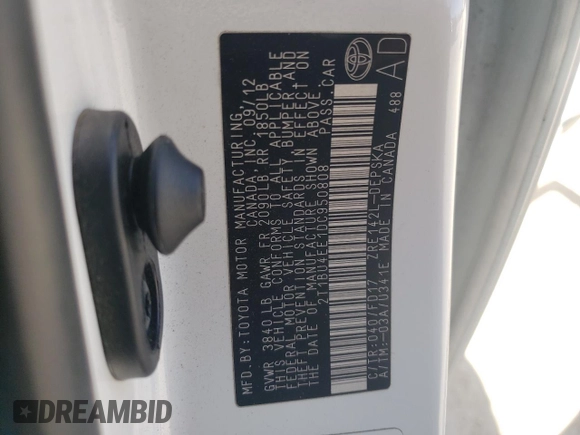 MFD.BY:TOYOTA MOTOR MANUFACTURING,
CANADA, INC. 09/12
GVWR 3840LB GAWR FR 2090LB RR 1850LB
THIS VEHICLE CONFORMS TO ALL APPLICABLE
FEDERAL MOTOR VEHICLE SAFETY, BUMPER, AND
THEFT PREVENTION STANDARDS IN EFFECT ON
THE DATE OF MANUFACTURE SHOWN ABOVE.
2T1BU4EE1DC950808 PASS.CAR
C/TR:040/FD17 ZRE142L-DEPSKA
A/TM:-03A/U341E MADE IN CANADA 488
AD
DREAMBID